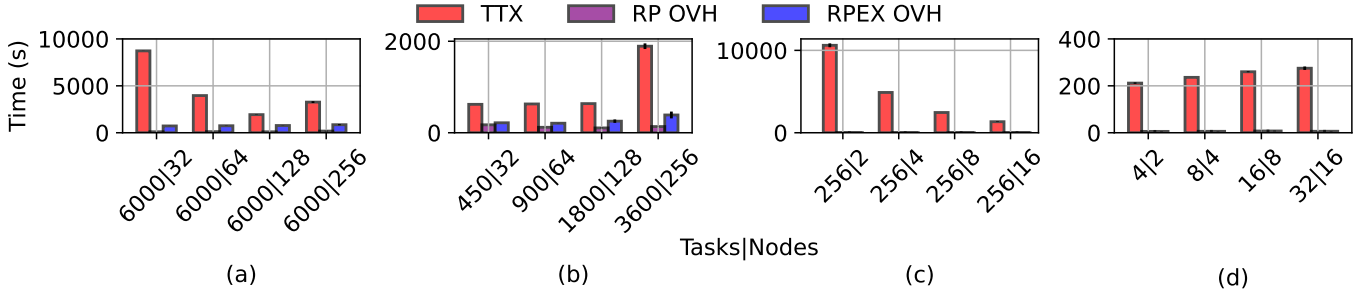 TTX RP OVH RPEX OVH
Time (s)
10000
5000
0
6000|32 6000|64 6000|128 6000|256
(a)
2000
0
450|32 900|64 1800|128 3600|256
(b)
10000
0
256|2 256|4 256|8 256|16
(c)
400
200
0
4|2 8|4 16|8 32|16
(d)
Tasks|Nodes